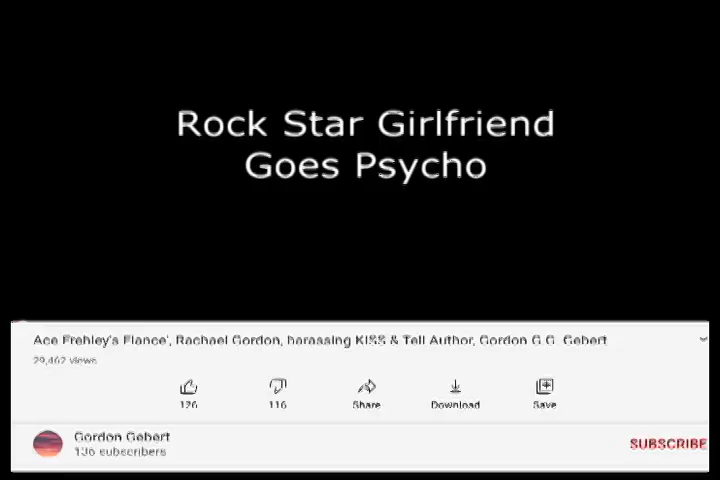 Rock Star Girlfriend
Goes Psycho
Ace Frehley's Fiance', Rachael Gordon, harassing KISS & Tell Author, Gordon G.G. Gebert
29,462 views
126
116
Share
Download
Save
Gordon Gebert
136 subscribers
SUBSCRIBE